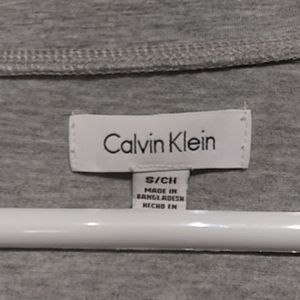 Calvin Klein
S/CH
MADE IN
BANGLADESH
HECHO EN